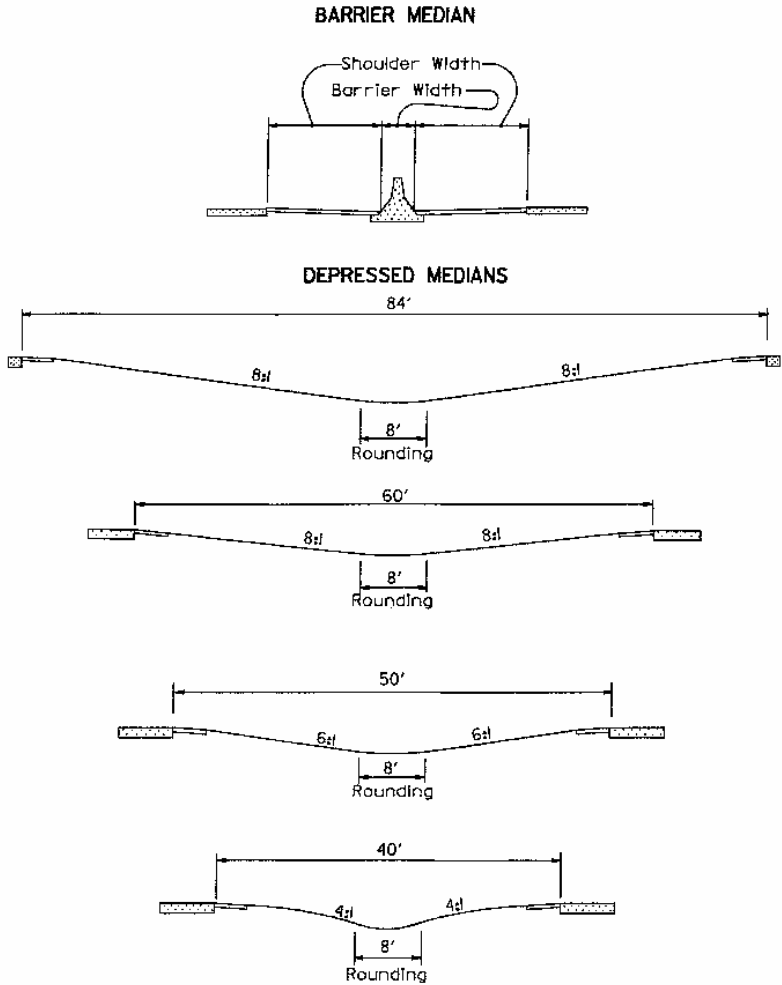 BARRIER MEDIAN
Shoulder Width
Barrier Width
DEPRESSED MEDIANS
84'
8:1 8:1
8'
Rounding
60'
8:1 8:1
8'
Rounding
50'
6:1 6:1
8'
Rounding
40'
4:1 4:1
8'
Rounding